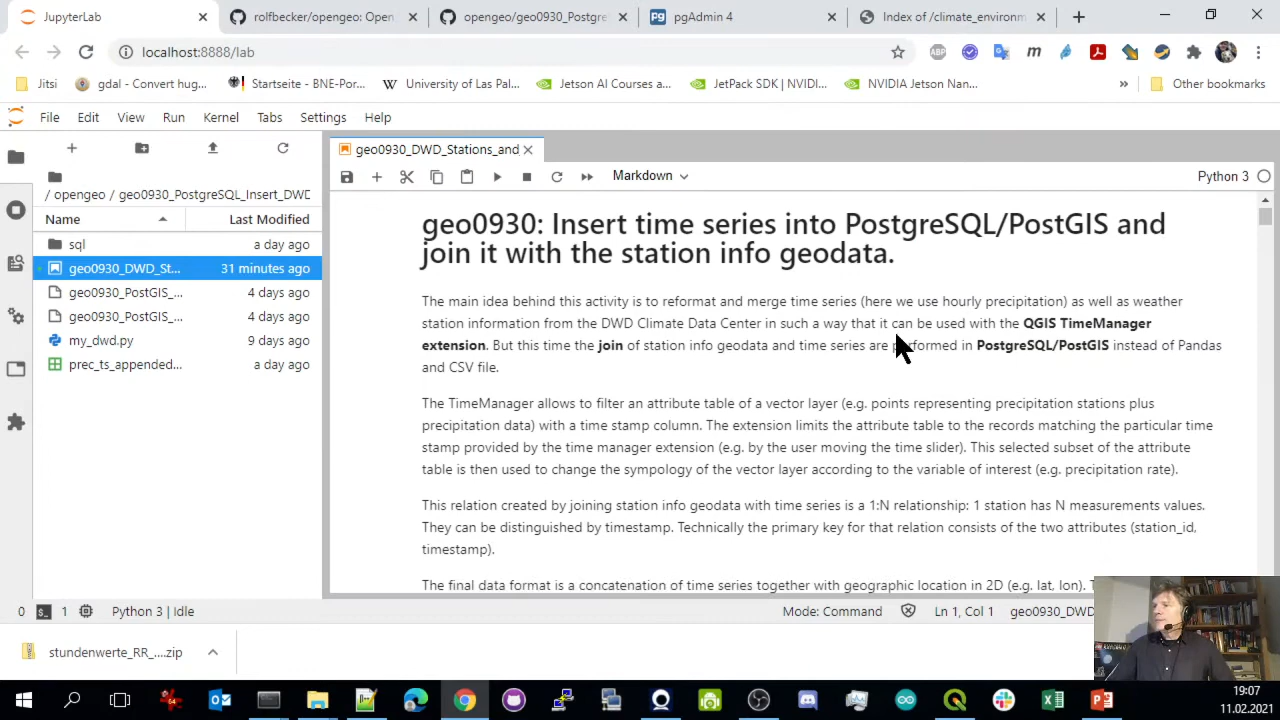 JupyterLab
rolfbecker/opengeo: Open
opengeo/geo0930_Postgre
pgAdmin 4
Index of /climate_environm
localhost:8888/lab
ABP
m
Jitsi
gdal - Convert hug...
Startseite - BNE-Por...
University of Las Pal...
Jetson AI Courses a...
JetPack SDK | NVIDI...
NVIDIA Jetson Nan...
»
Other bookmarks
File Edit View Run Kernel Tabs Settings Help
geo0930_DWD_Stations_and
Markdown
Python 3
/ opengeo / geo0930_PostgreSQL_Insert_DWD
Name Last Modified
sql a day ago
geo0930_DWD_St... 31 minutes ago
geo0930_PostGIS_... 4 days ago
geo0930_PostGIS_... 4 days ago
my_dwd.py 9 days ago
prec_ts_appended... a day ago
geo0930: Insert time series into PostgreSQL/PostGIS and
join it with the station info geodata.
The main idea behind this activity is to reformat and merge time series (here we use hourly precipitation) as well as weather
station information from the DWD Climate Data Center in such a way that it can be used with the QGIS TimeManager
extension. But this time the join of station info geodata and time series are performed in PostgreSQL/PostGIS instead of Pandas
and CSV file.
The TimeManager allows to filter an attribute table of a vector layer (e.g. points representing precipitation stations plus
precipitation data) with a time stamp column. The extension limits the attribute table to the records matching the particular time
stamp provided by the time manager extension (e.g. by the user moving the time slider). This selected subset of the attribute
table is then used to change the sympology of the vector layer according to the variable of interest (e.g. precipitation rate).
This relation created by joining station info geodata with time series is a 1:N relationship: 1 station has N measurements values.
They can be distinguished by timestamp. Technically the primary key for that relation consists of the two attributes (station_id,
timestamp).
The final data format is a concatenation of time series together with geographic location in 2D (e.g. lat, lon).
0 1 Python 3 | Idle
Mode: Command Ln 1, Col 1 geo0930_DWD
stundenwerte_RR_....zip
64
19:07
11.02.2021